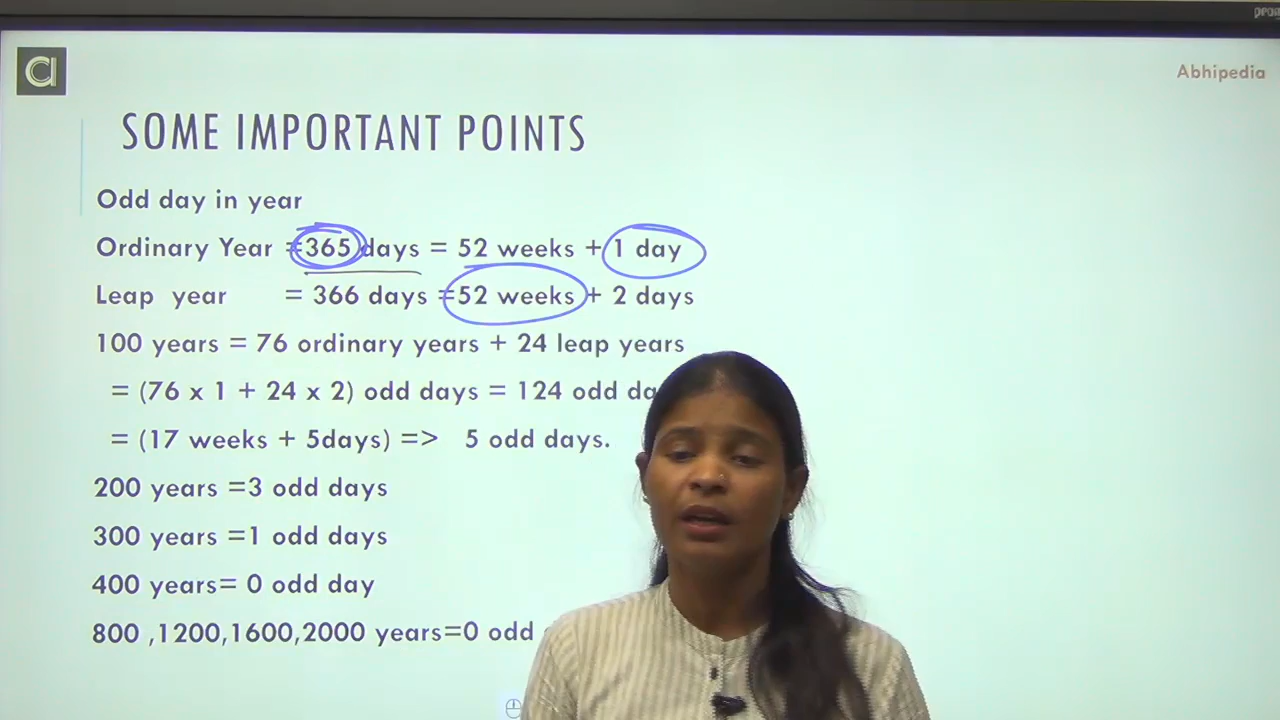 Abhipedia
SOME IMPORTANT POINTS
Odd day in year
Ordinary Year = 365 days = 52 weeks + 1 day
Leap year = 366 days = 52 weeks + 2 days
100 years = 76 ordinary years + 24 leap years
= (76 x 1 + 24 x 2) odd days = 124 odd
= (17 weeks + 5days) => 5 odd days.
200 years =3 odd days
300 years =1 odd days
400 years= 0 odd day
800 ,1200,1600,2000 years=0 odd